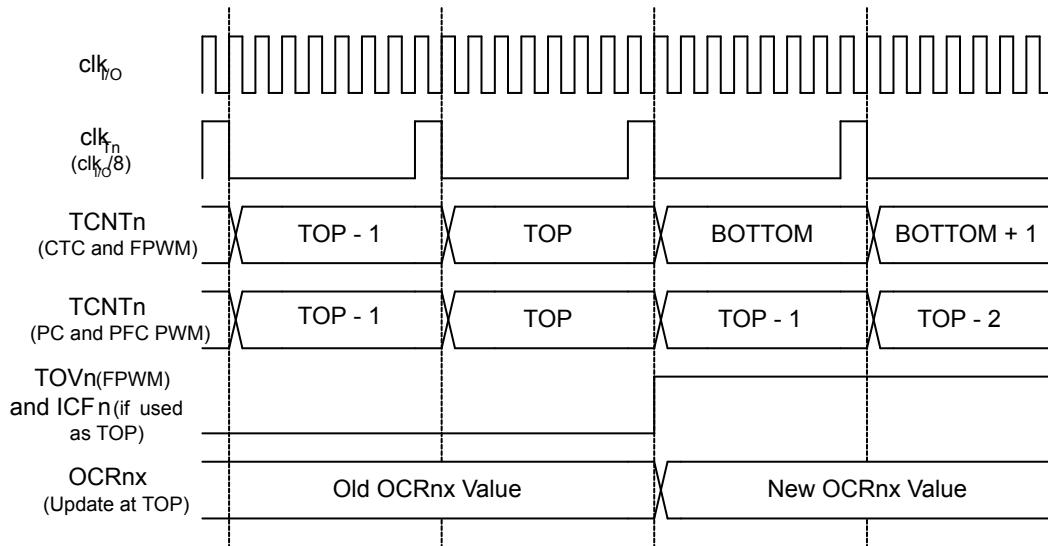 clkI/O
clkTn
(clkI/O/8)
TCNTn
(CTC and FPWM)
TOP - 1
TOP
BOTTOM
BOTTOM + 1
TCNTn
(PC and PFC PWM)
TOP - 1
TOP
TOP - 1
TOP - 2
TOVn(FPWM)
and ICFn(if used
as TOP)
OCRnx
(Update at TOP)
Old OCRnx Value
New OCRnx Value